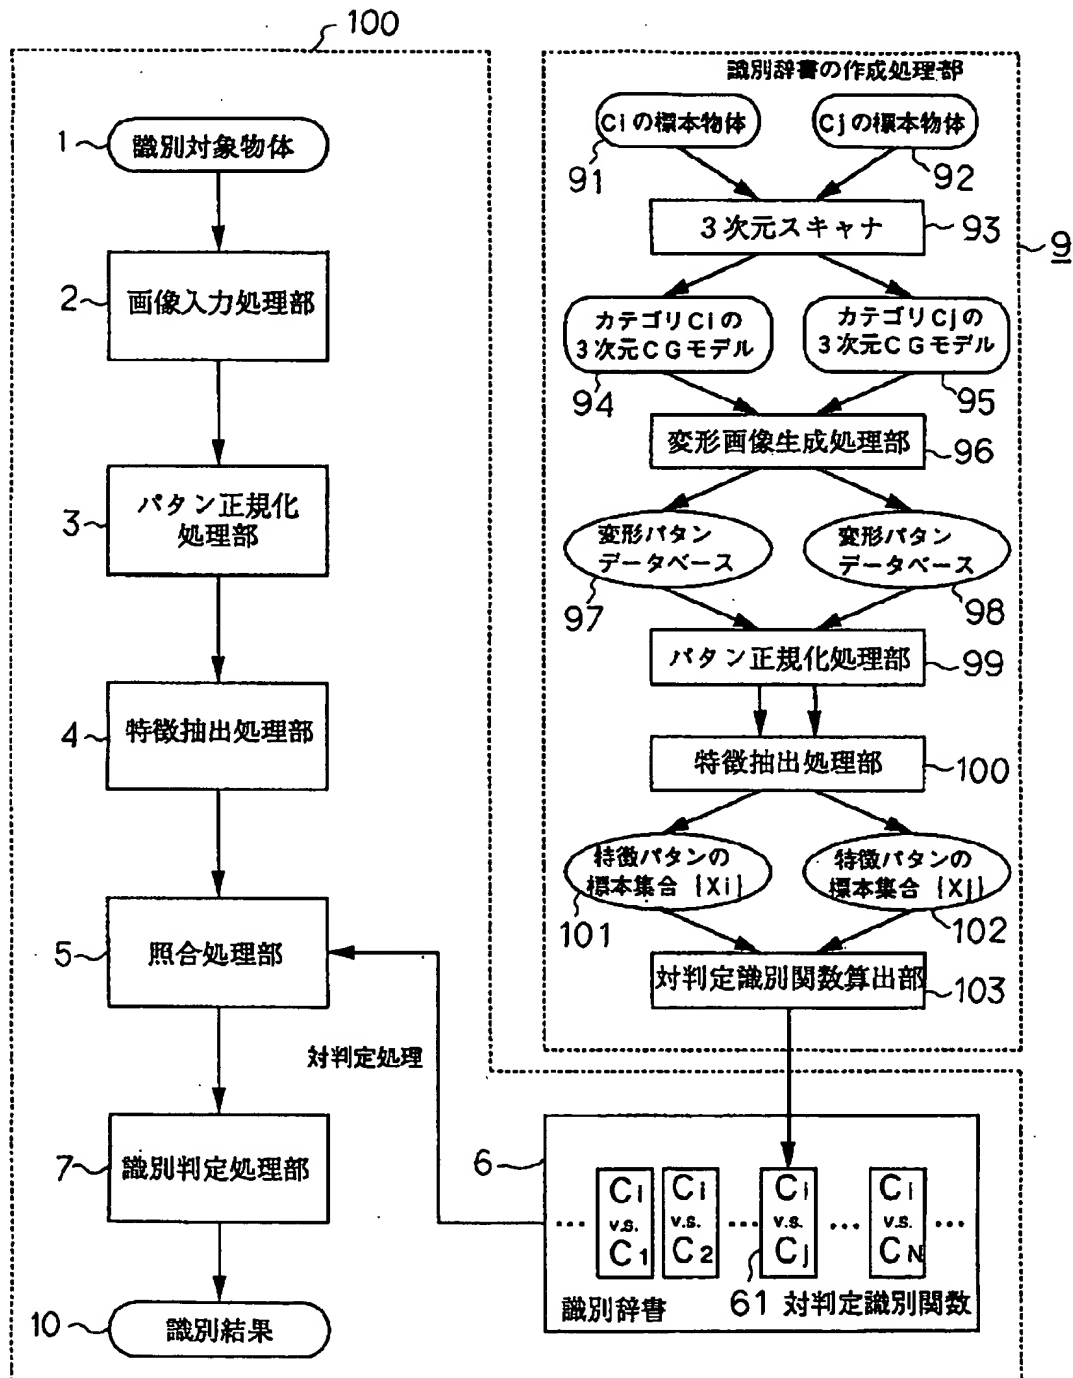 100
1
識別対象物体
2
画像入力処理部
3
パタン正規化
処理部
4
特徴抽出処理部
5
照合処理部
対判定処理
7
識別判定処理部
10
識別結果
識別辞書の作成処理部
Ciの標本物体
Cjの標本物体
91
92
3次元スキャナ
93
9
カテゴリCiの
3次元CGモデル
カテゴリCjの
3次元CGモデル
94
95
変形画像生成処理部
96
変形パタン
データベース
変形パタン
データベース
97
98
パタン正規化処理部
99
特徴抽出処理部
100
特徴パタンの
標本集合 {Xi}
特徴パタンの
標本集合 {Xj}
101
102
対判定識別関数算出部
103
6
… Ci v.s. C1
Ci v.s. C2
… Ci v.s. Cj
… Ci v.s. CN …
識別辞書
61 対判定識別関数